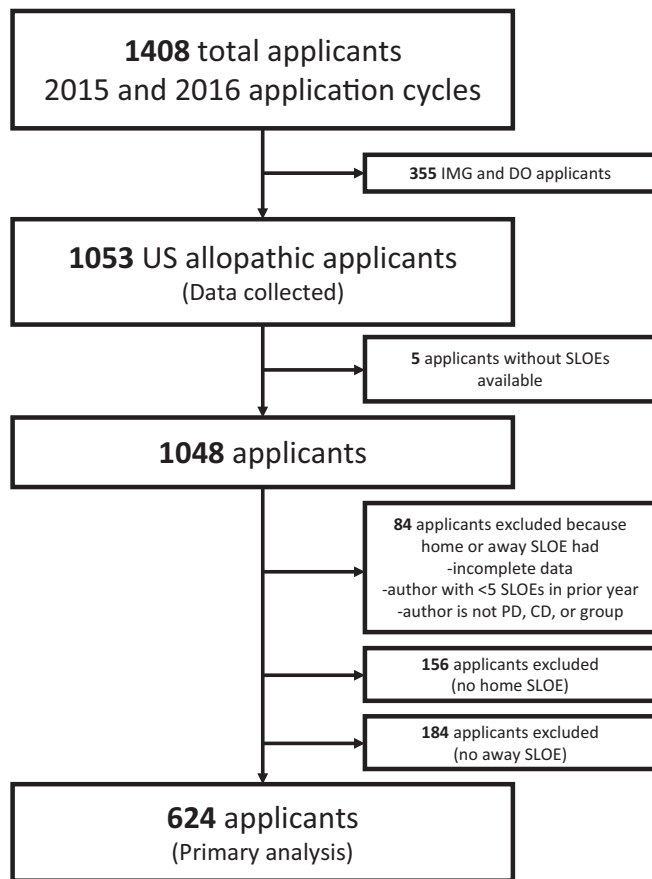 1408 total applicants
2015 and 2016 application cycles
355 IMG and DO applicants
1053 US allopathic applicants
(Data collected)
5 applicants without SLOEs
available
1048 applicants
84 applicants excluded because
home or away SLOE had
-incomplete data
-author with <5 SLOEs in prior year
-author is not PD, CD, or group
156 applicants excluded
(no home SLOE)
184 applicants excluded
(no away SLOE)
624 applicants
(Primary analysis)